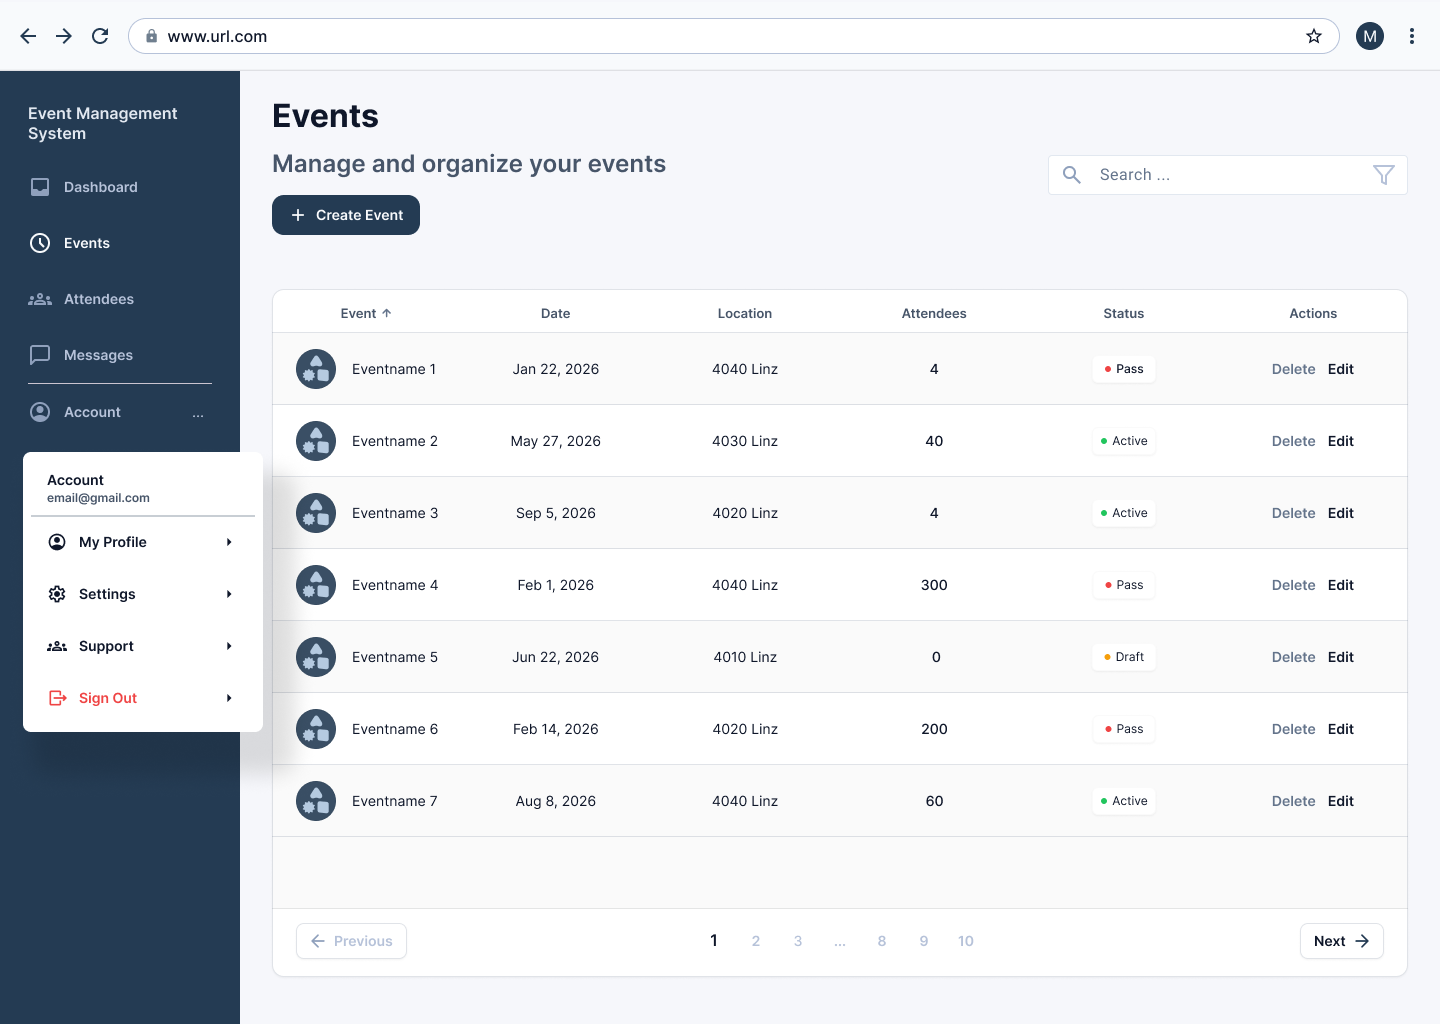 www.url.com
M
Event Management
System
Dashboard
Events
Attendees
Messages
Account ...
Account
email@gmail.com
My Profile
Settings
Support
Sign Out
Events
Manage and organize your events
Create Event
Search ...
Event Date Location Attendees Status Actions
Eventname 1 Jan 22, 2026 4040 Linz 4 Pass Delete Edit
Eventname 2 May 27, 2026 4030 Linz 40 Active Delete Edit
Eventname 3 Sep 5, 2026 4020 Linz 4 Active Delete Edit
Eventname 4 Feb 1, 2026 4040 Linz 300 Pass Delete Edit
Eventname 5 Jun 22, 2026 4010 Linz 0 Draft Delete Edit
Eventname 6 Feb 14, 2026 4020 Linz 200 Pass Delete Edit
Eventname 7 Aug 8, 2026 4040 Linz 60 Active Delete Edit
Previous 1 2 3 ... 8 9 10 Next